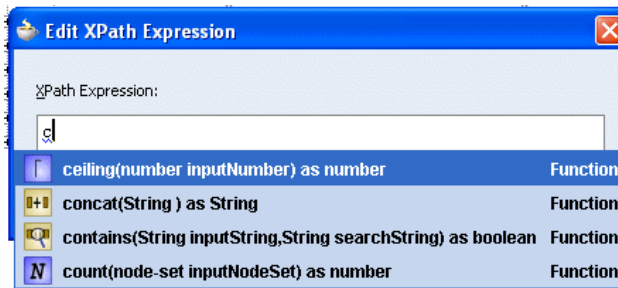 Edit XPath Expression
XPath Expression:
c
ceiling(number inputNumber) as number Function
concat(String ) as String Function
contains(String inputString,String searchString) as boolean Function
count(node-set inputNodeSet) as number Function